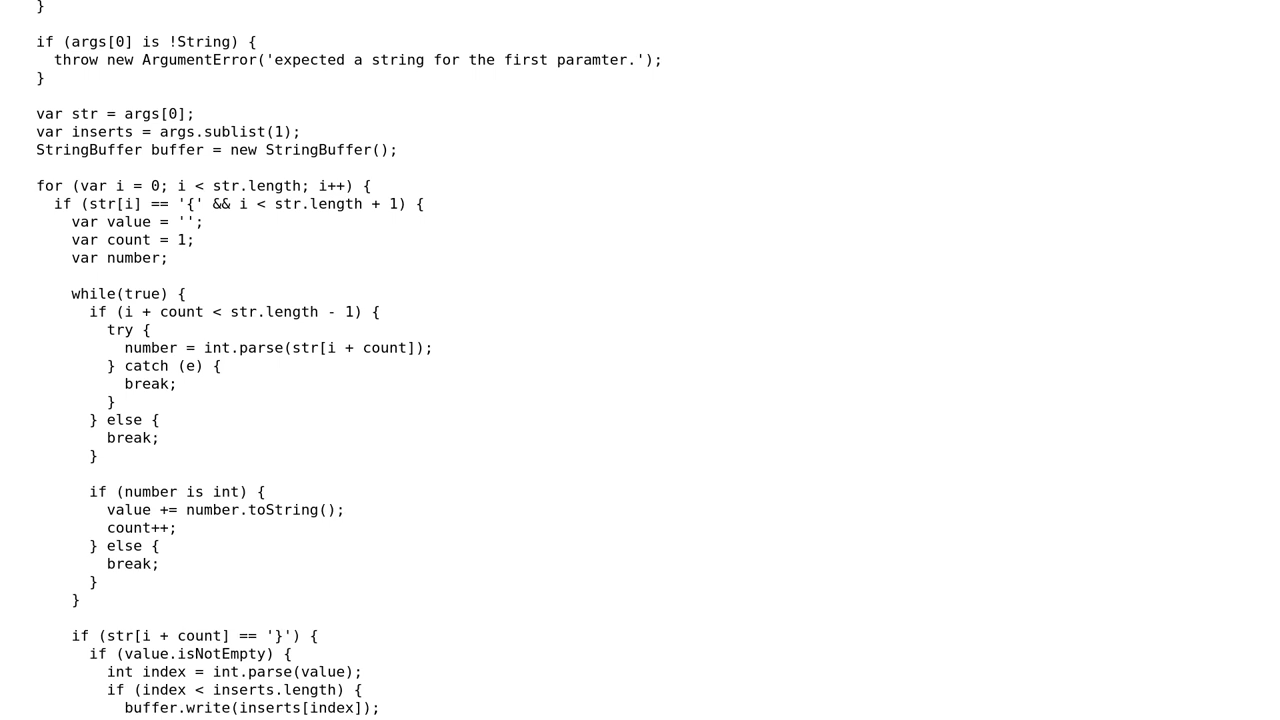 }
if (args[0] is !String) {
throw new ArgumentError('expected a string for the first paramter.');
}
var str = args[0];
var inserts = args.sublist(1);
StringBuffer buffer = new StringBuffer();
for (var i = 0; i < str.length; i++) {
if (str[i] == '{' && i < str.length + 1) {
var value = '';
var count = 1;
var number;
while(true) {
if (i + count < str.length - 1) {
try {
number = int.parse(str[i + count]);
} catch (e) {
break;
}
} else {
break;
}
if (number is int) {
value += number.toString();
count++;
} else {
break;
}
}
if (str[i + count] == '}') {
if (value.isNotEmpty) {
int index = int.parse(value);
if (index < inserts.length) {
buffer.write(inserts[index]);